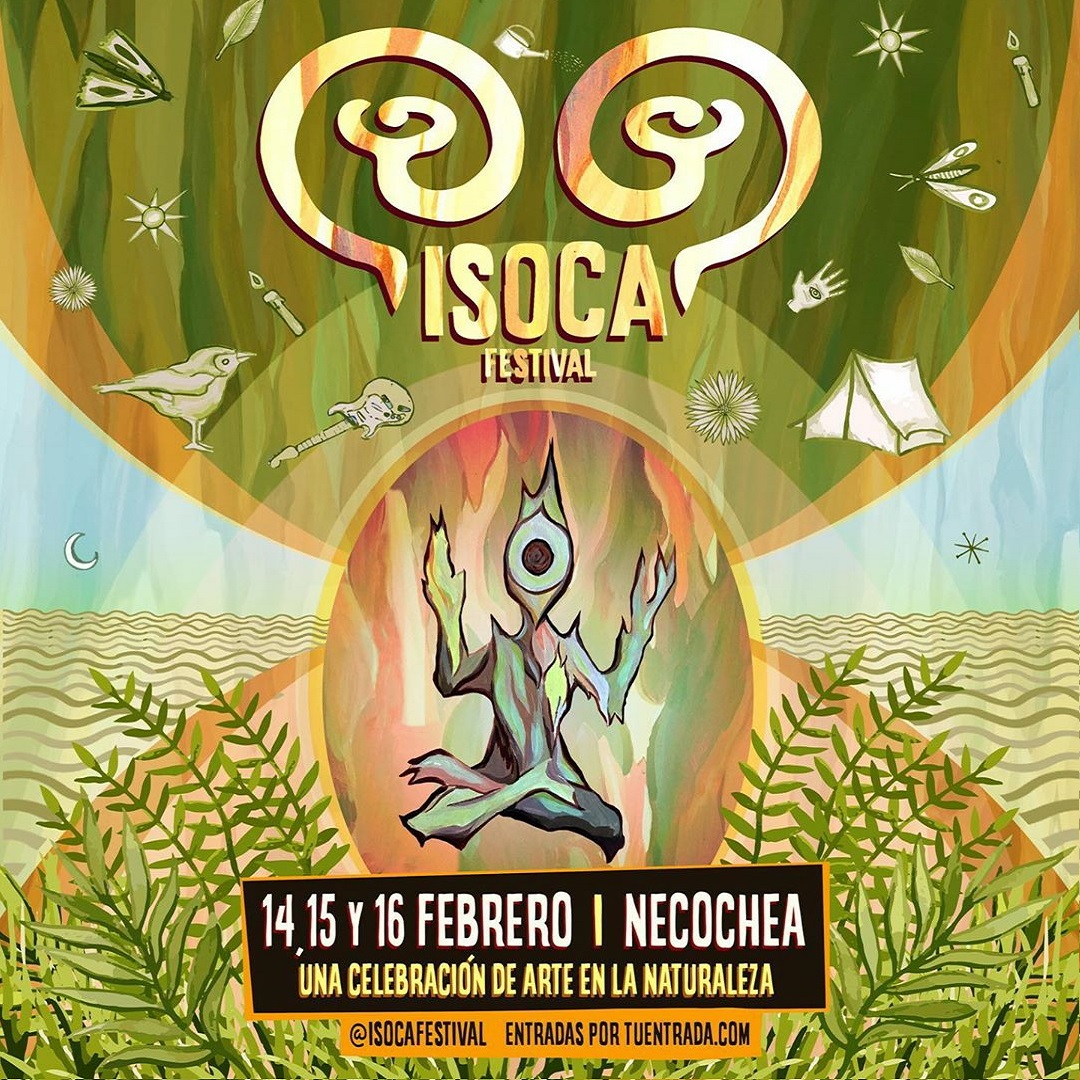 ISOCA
FESTIVAL
14, 15 Y 16 FEBRERO | NECOCHEA
UNA CELEBRACIÓN DE ARTE EN LA NATURALEZA
@ISOCAFESTIVAL ENTRADAS POR TUENTRADA.COM